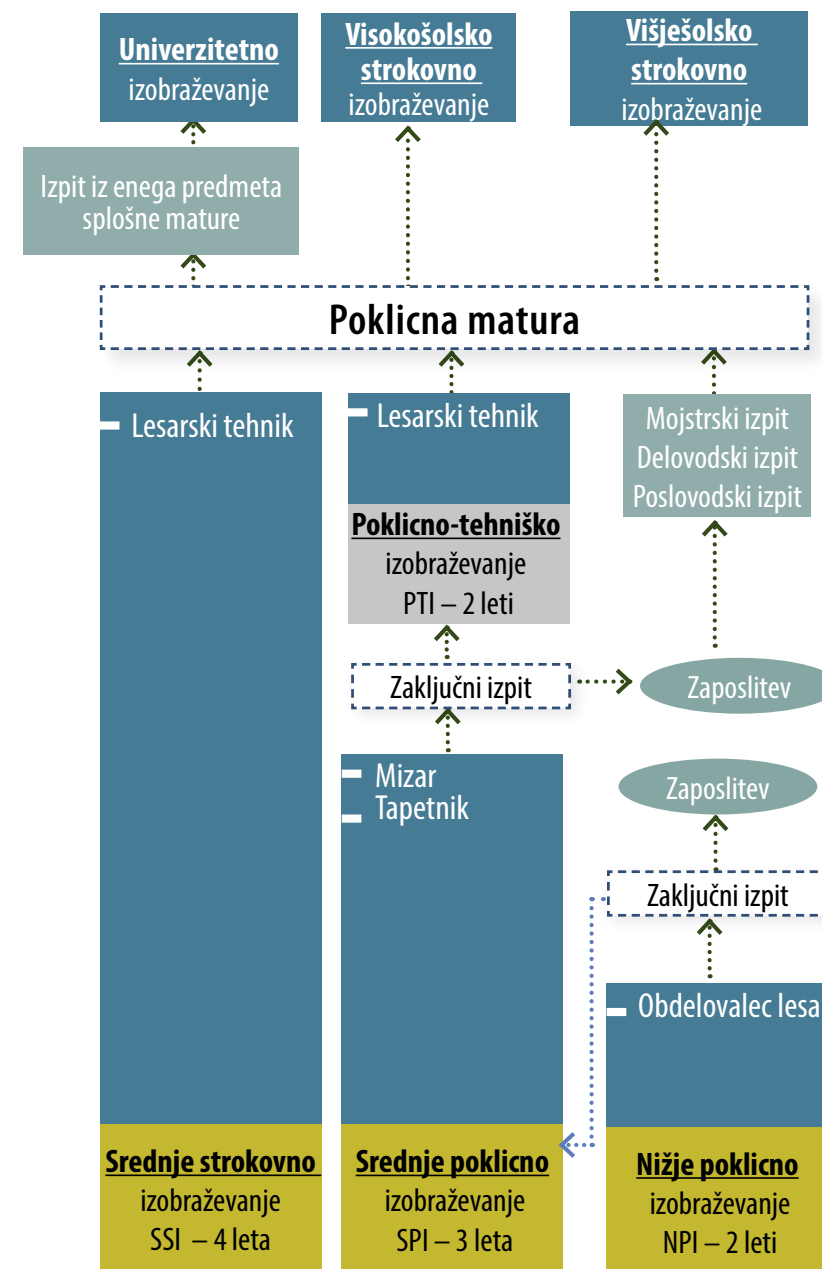 Univerzitetno
izobraževanje
Visokošolsko
strokovno
izobraževanje
Višješolsko
strokovno
izobraževanje
Izpit iz enega predmeta
splošne mature
Poklicna matura
Lesarski tehnik
Lesarski tehnik
Poklicno-tehniško
izobraževanje
PTI – 2 leti
Mojstrski izpit
Delovodski izpit
Poslovodski izpit
Zaključni izpit
Zaposlitev
Mizar
Tapetnik
Zaposlitev
Zaključni izpit
Obdelovalec lesa
Srednje strokovno
izobraževanje
SSI – 4 leta
Srednje poklicno
izobraževanje
SPI – 3 leta
Nižje poklicno
izobraževanje
NPI – 2 leti